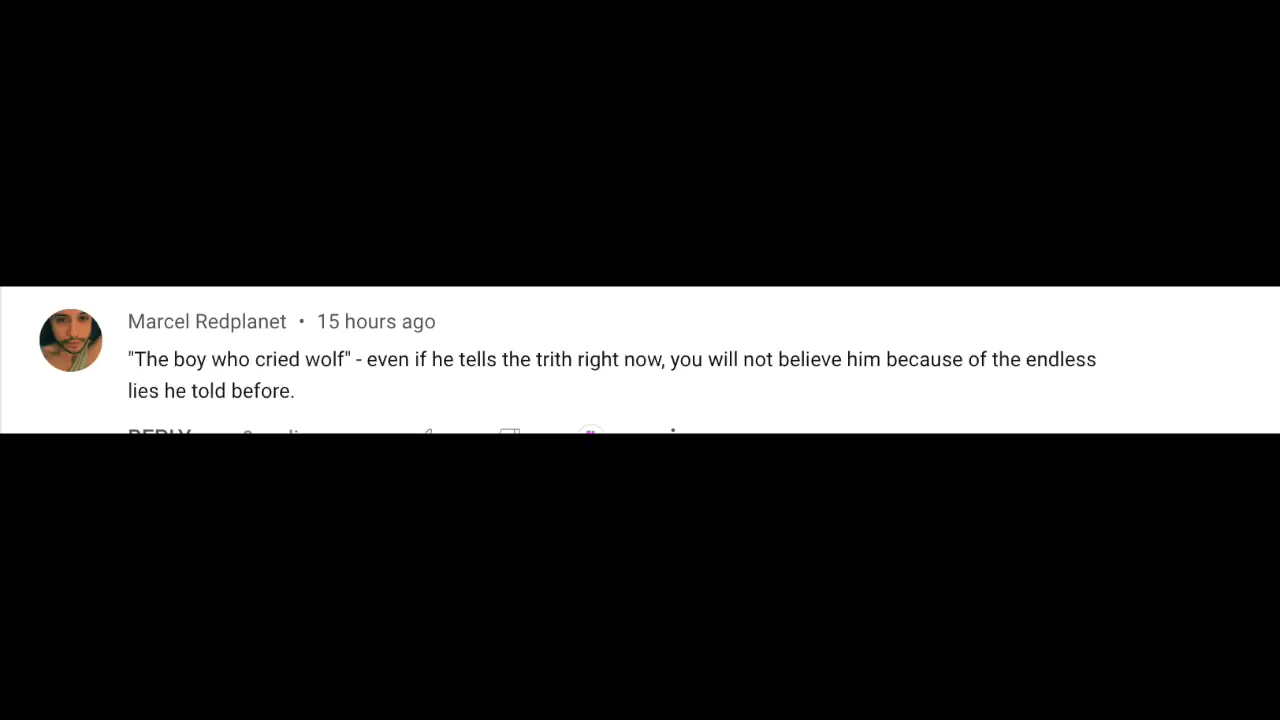 Marcel Redplanet • 15 hours ago
"The boy who cried wolf" - even if he tells the trith right now, you will not believe him because of the endless
lies he told before.